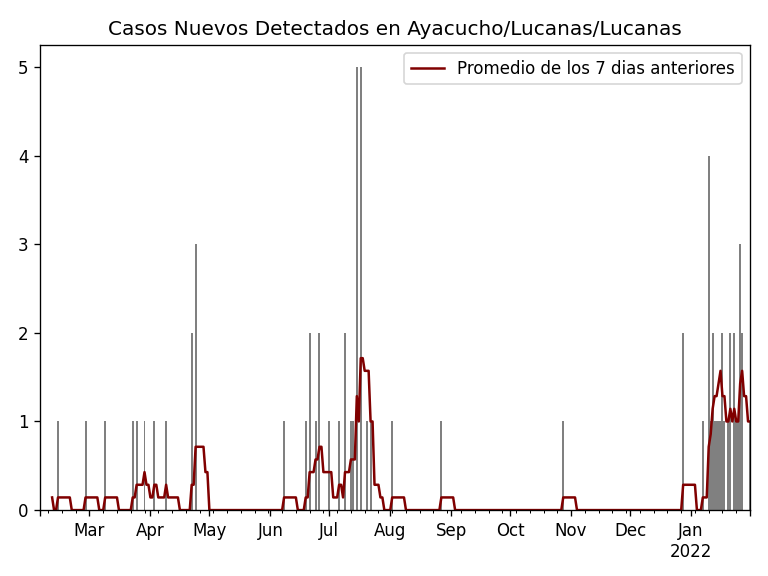 Casos Nuevos Detectados en Ayacucho/Lucanas/Lucanas
Promedio de los 7 dias anteriores
5
4
3
2
1
0
Mar Apr May Jun Jul Aug Sep Oct Nov Dec Jan
2022